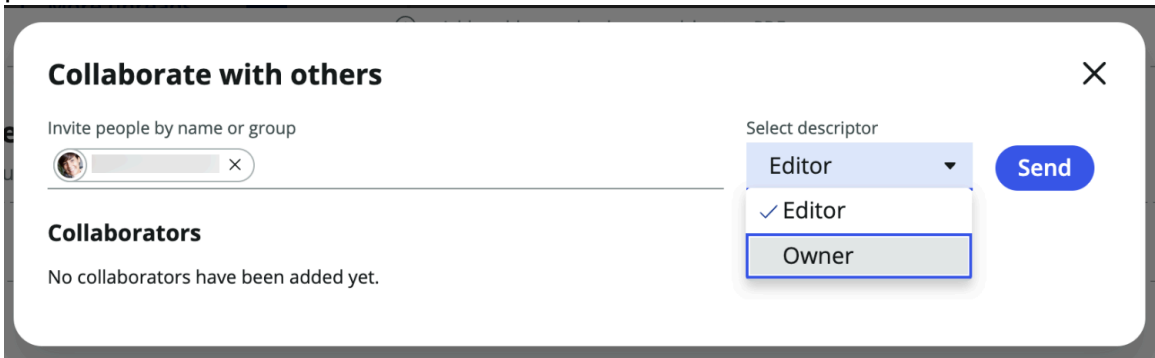 Collaborate with others
Invite people by name or group
Select descriptor
Editor
Send
Editor
Owner
Collaborators
No collaborators have been added yet.